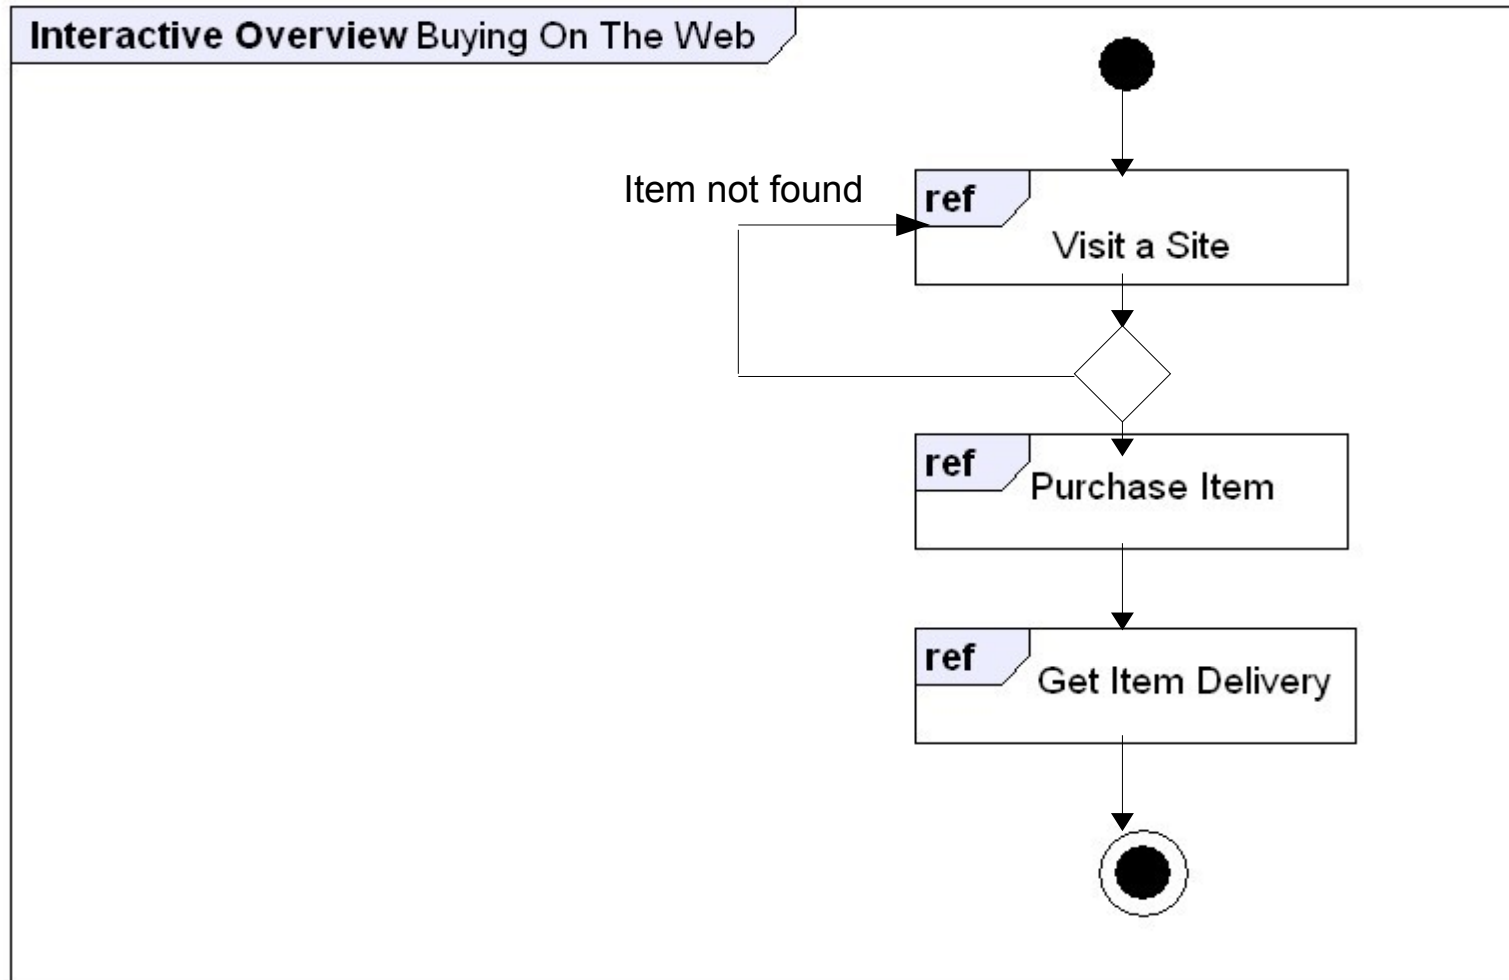 Interactive Overview Buying On The Web
Item not found
ref
Visit a Site
ref
Purchase Item
ref
Get Item Delivery